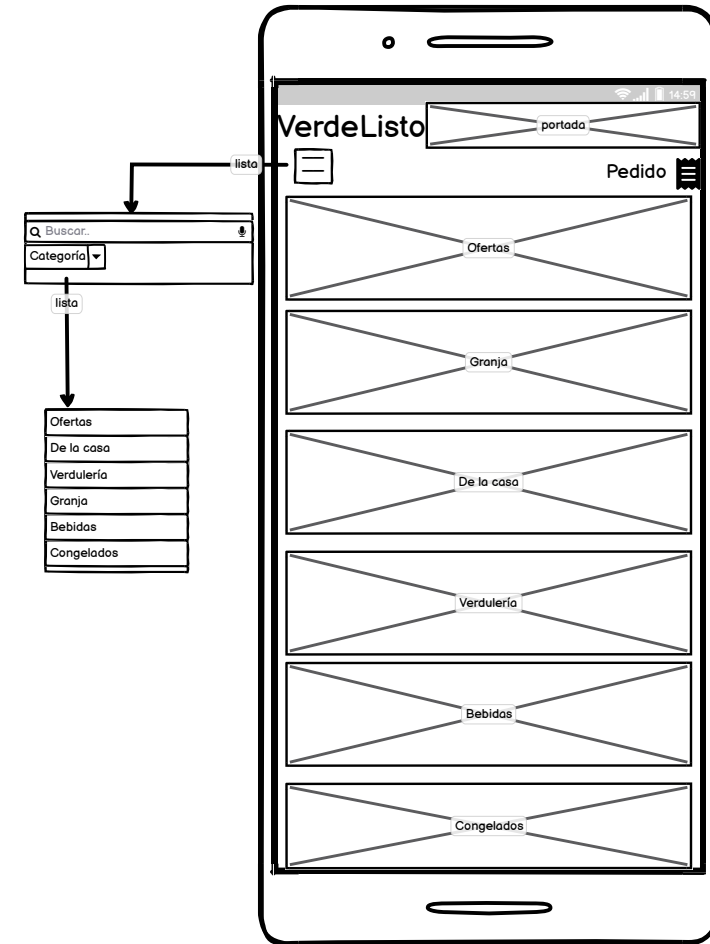 14:59
VerdeListo
portada
lista
Pedido
Buscar..
Categoría
Ofertas
lista
Granja
Ofertas
De la casa
De la casa
Verdulería
Granja
Bebidas
Congelados
Verdulería
Bebidas
Congelados